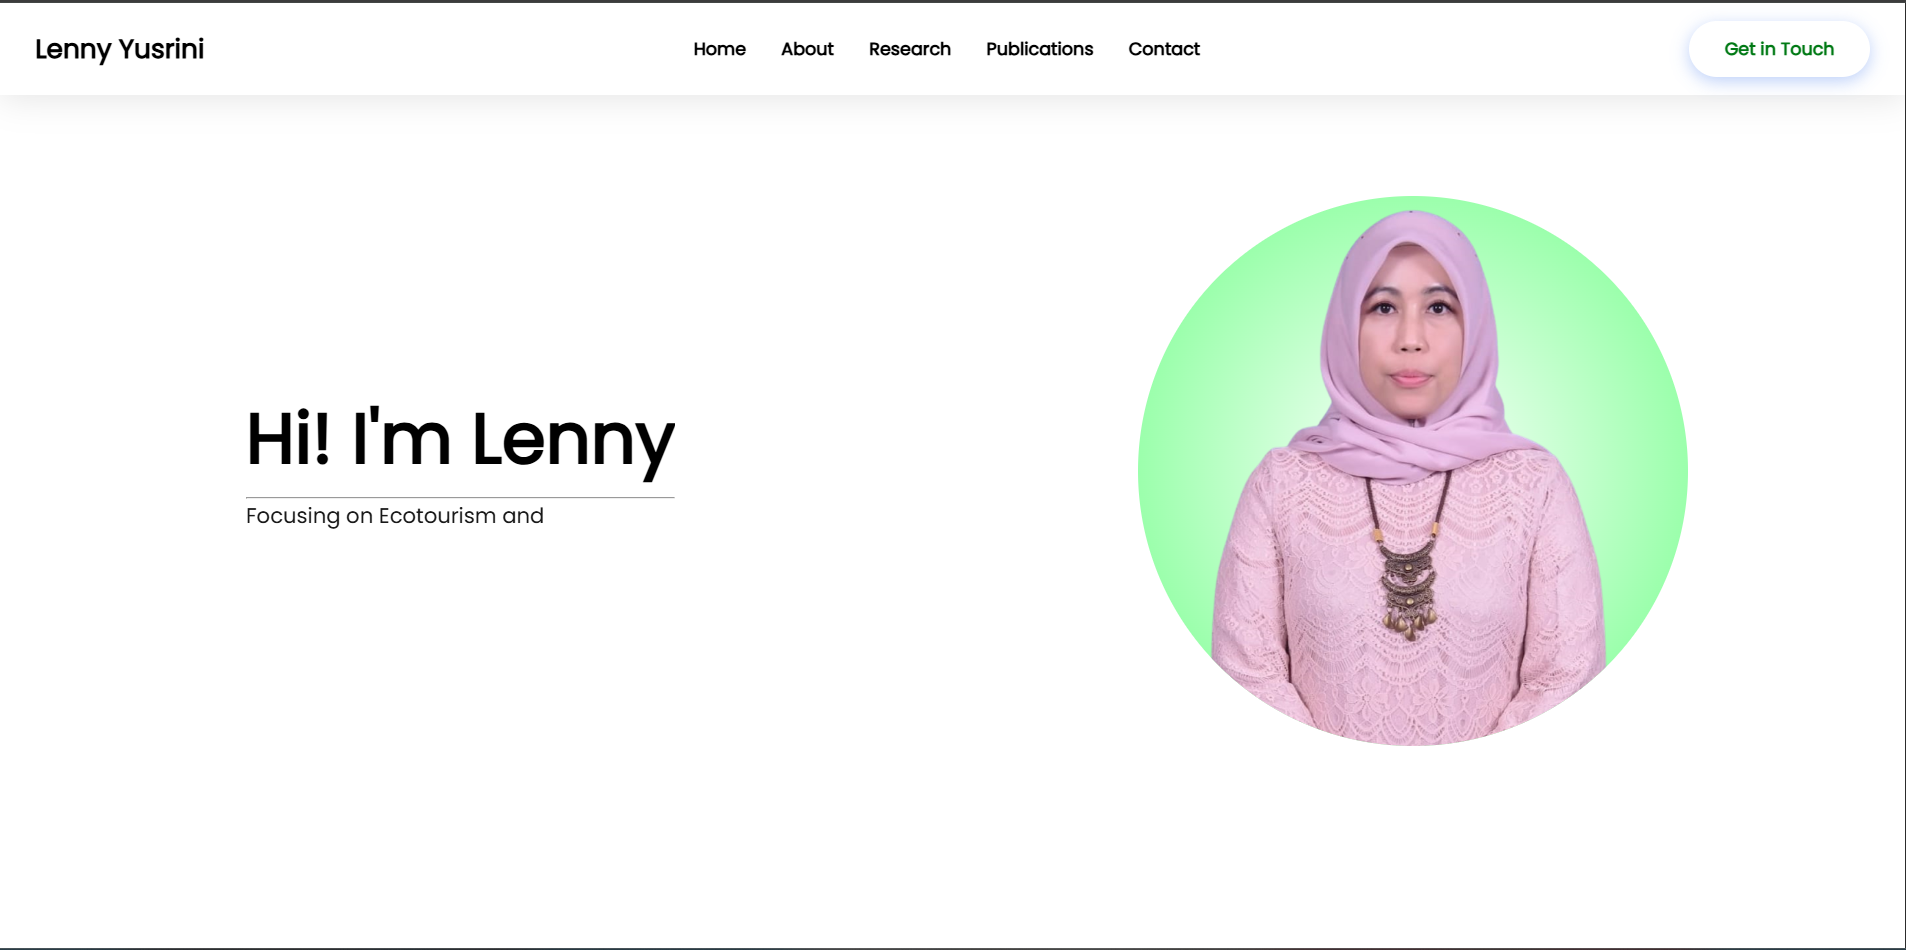 Lenny Yusrini
Home About Research Publications Contact
Get in Touch
Hi! I'm Lenny
Focusing on Ecotourism and